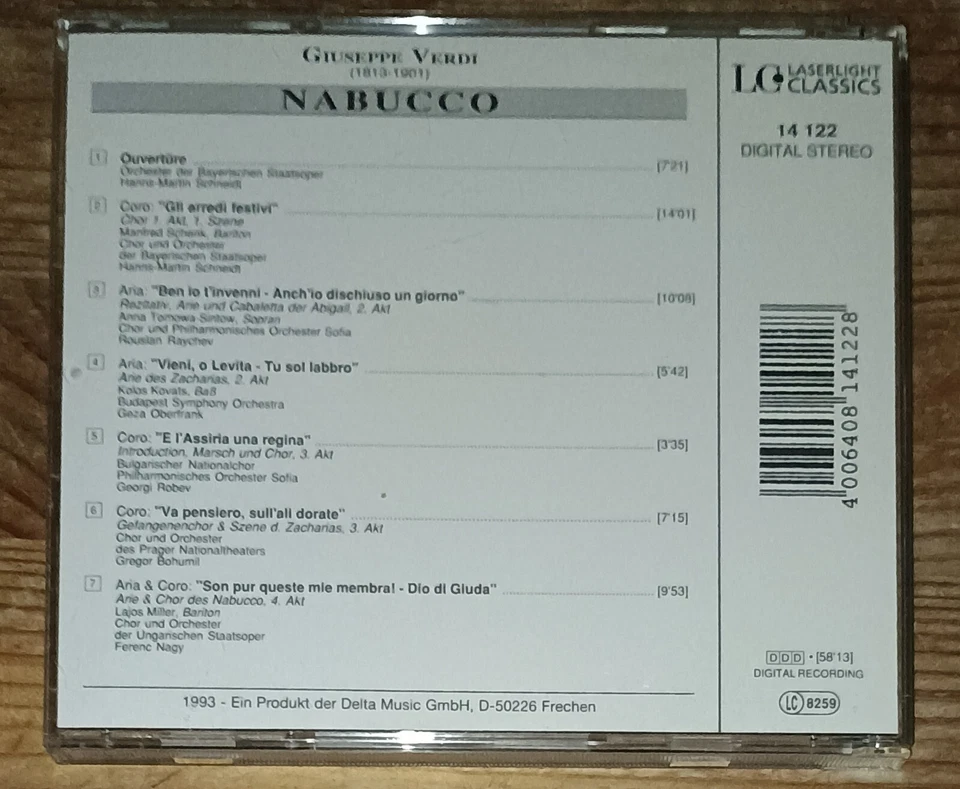 GIUSEPPE VERDI
(1813-1901)
NABUCCO
1 Ouvertüre [7'21]
Orchester der Bayerischen Staatsoper
Hanns-Martin Schneidt
2 Coro: "Gli arredi festivi" [14'01]
Chor 1. Akt, 1. Szene
Manfred Schenk, Bariton
Chor und Orchester
der Bayerischen Staatsoper
Hanns-Martin Schneidt
3 Aria: "Ben io t'invenni - Anch'io dischiuso un giorno" [10'08]
Rezitativ, Arie und Cabaletta der Abigail, 2. Akt
Anna Tomowa-Sintow, Sopran
Chor und Philharmonisches Orchester Sofia
Rouslan Raychev
4 Aria: "Vieni, o Levita - Tu sol labbro" [5'42]
Arie des Zacharias, 2. Akt
Kolos Kovats, Baß
Budapest Symphony Orchestra
Geza Oberfrank
5 Coro: "E l'Assiria una regina" [3'35]
Introduction, Marsch und Chor, 3. Akt
Bulgarischer Nationalchor
Philharmonisches Orchester Sofia
Georgi Robev
6 Coro: "Va pensiero, sull'ali dorate" [7'15]
Gefangenenchor & Szene d. Zacharias, 3. Akt
Chor und Orchester
des Prager Nationaltheaters
Gregor Bohumil
7 Aria & Coro: "Son pur queste mie membra! - Dio di Giuda" [9'53]
Arie & Chor des Nabucco, 4. Akt
Lajos Miller, Bariton
Chor und Orchester
der Ungarischen Staatsoper
Ferenc Nagy
1993 - Ein Produkt der Delta Music GmbH, D-50226 Frechen
LC LASERLIGHT
CLASSICS
14 122
DIGITAL STEREO
4 006408 141228
DDD • [58'13]
DIGITAL RECORDING
LC 8259